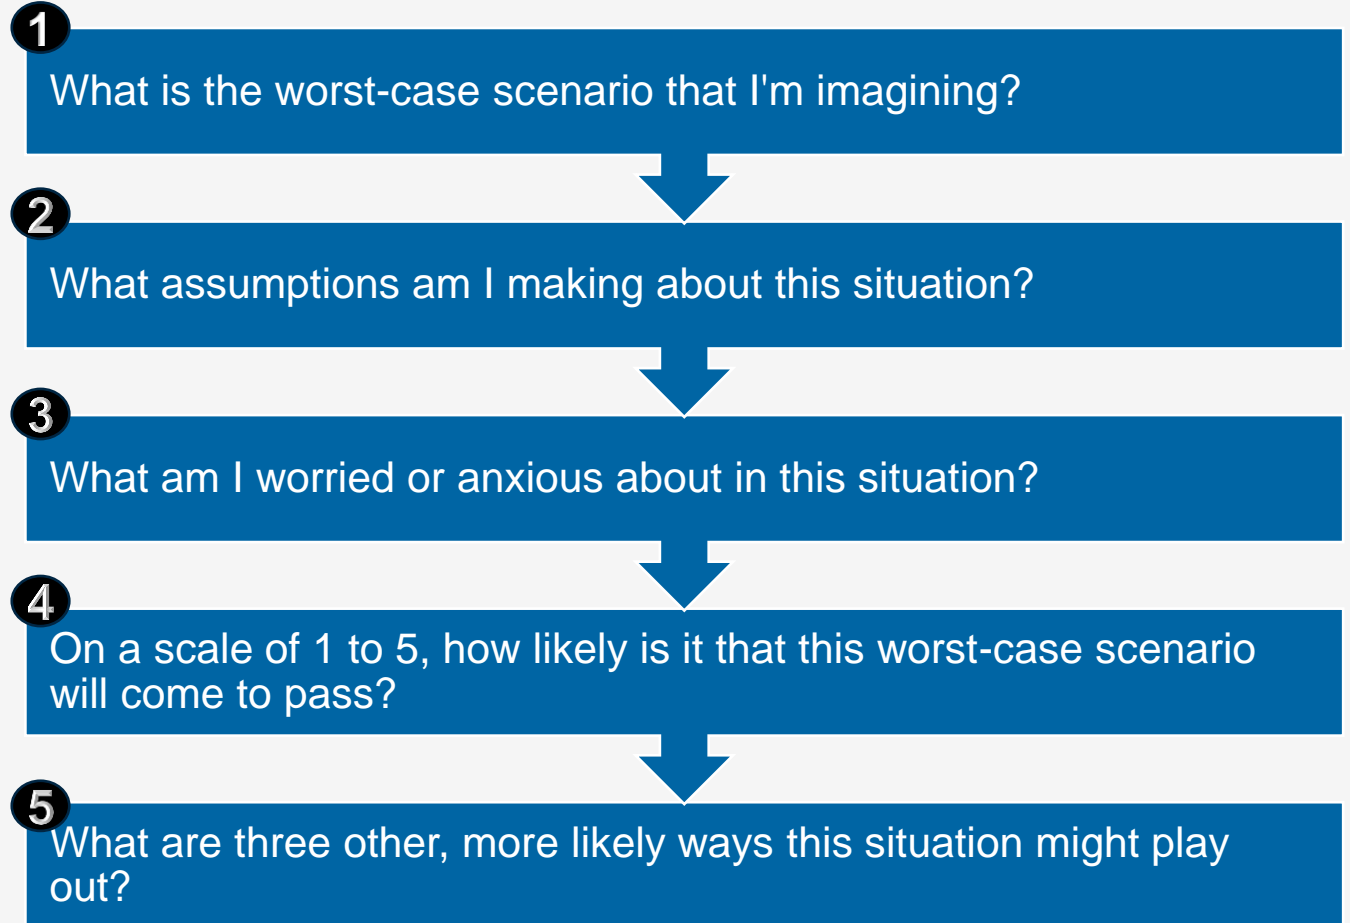 1
What is the worst-case scenario that I'm imagining?
2
What assumptions am I making about this situation?
3
What am I worried or anxious about in this situation?
4
On a scale of 1 to 5, how likely is it that this worst-case scenario
will come to pass?
5
What are three other, more likely ways this situation might play
out?